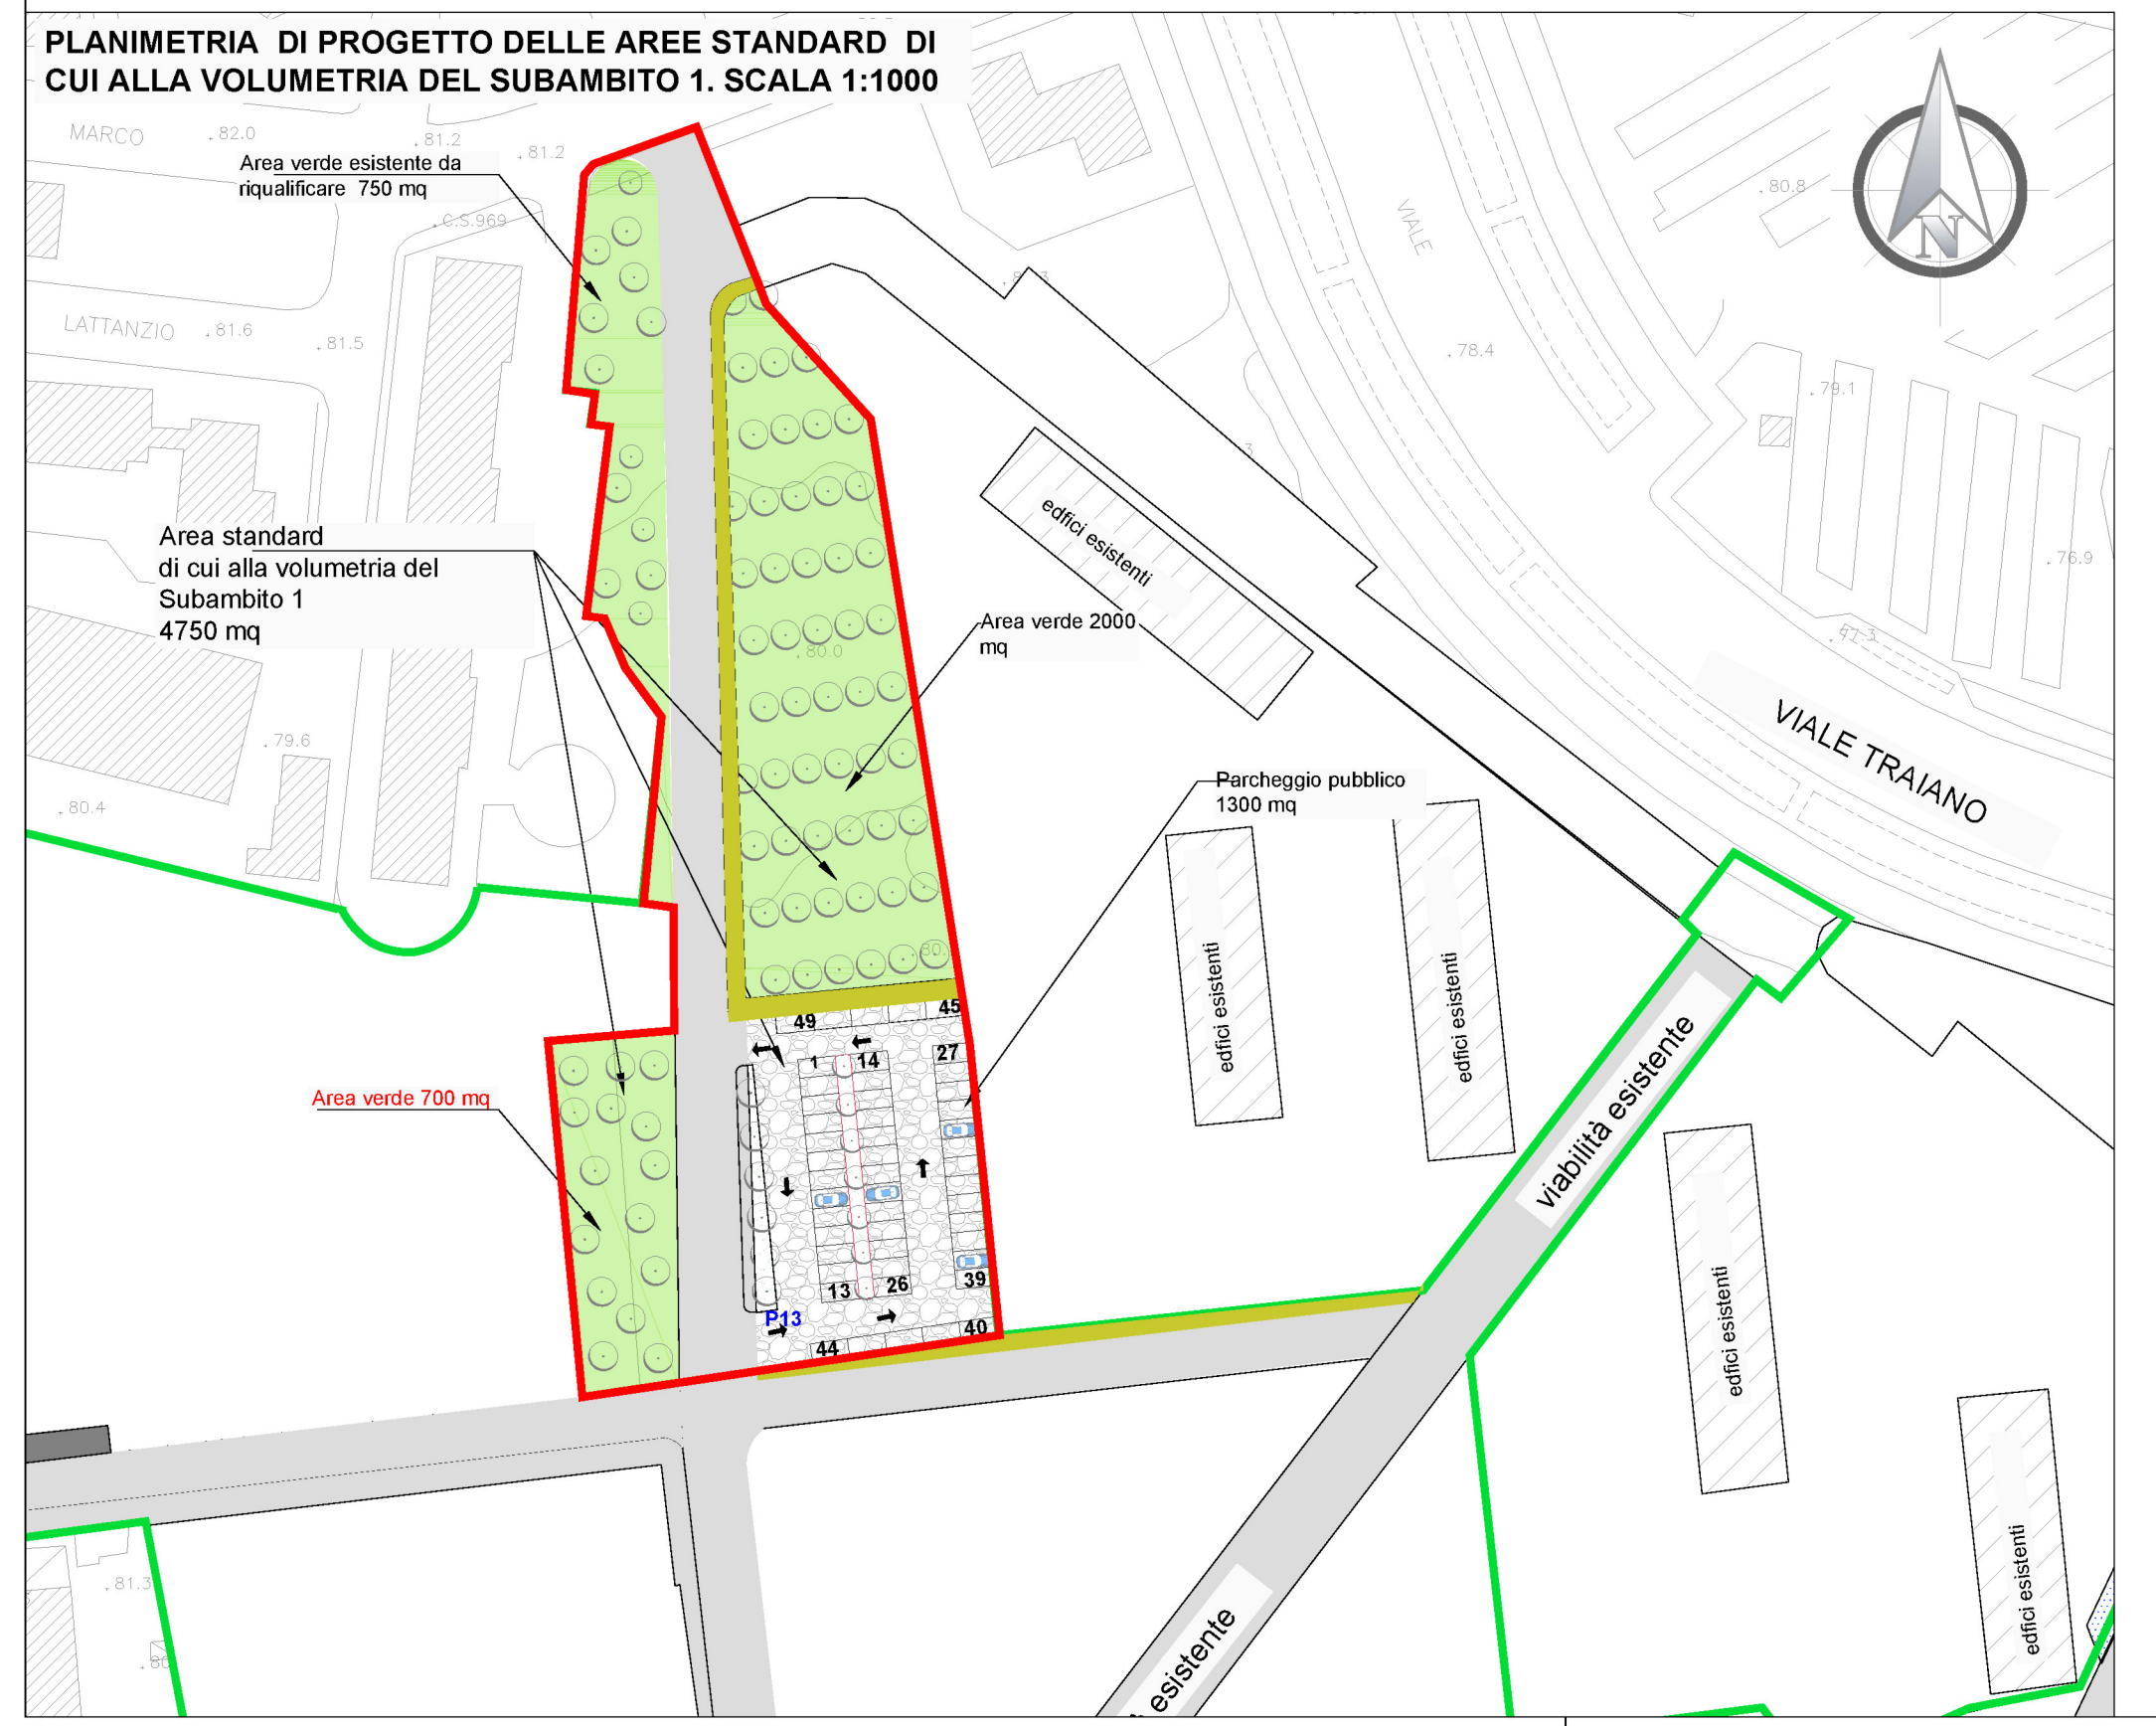 PLANIMETRIA DI PROGETTO DELLE AREE STANDARD DI
CUI ALLA VOLUMETRIA DEL SUBAMBITO 1. SCALA 1:1000
MARCO
.82.0
.81.2
.81.2
Area verde esistente da
riqualificare 750 mq
C.S.969
LATTANZIO
.81.6
.81.5
VIALE
.80.8
N
.78.4
.79.1
.76.9
Area standard
di cui alla volumetria del
Subambito 1
4750 mq
edfici esistenti
Area verde 2000
mq
.80.0
VIALE TRAIANO
.79.6
.80.4
Parcheggio pubblico
1300 mq
edfici esistenti
edfici esistenti
49
45
1
14
27
Area verde 700 mq
viabilità esistente
13
26
39
P13
44
40
edfici esistenti
edfici esistenti
esistente
.81.3